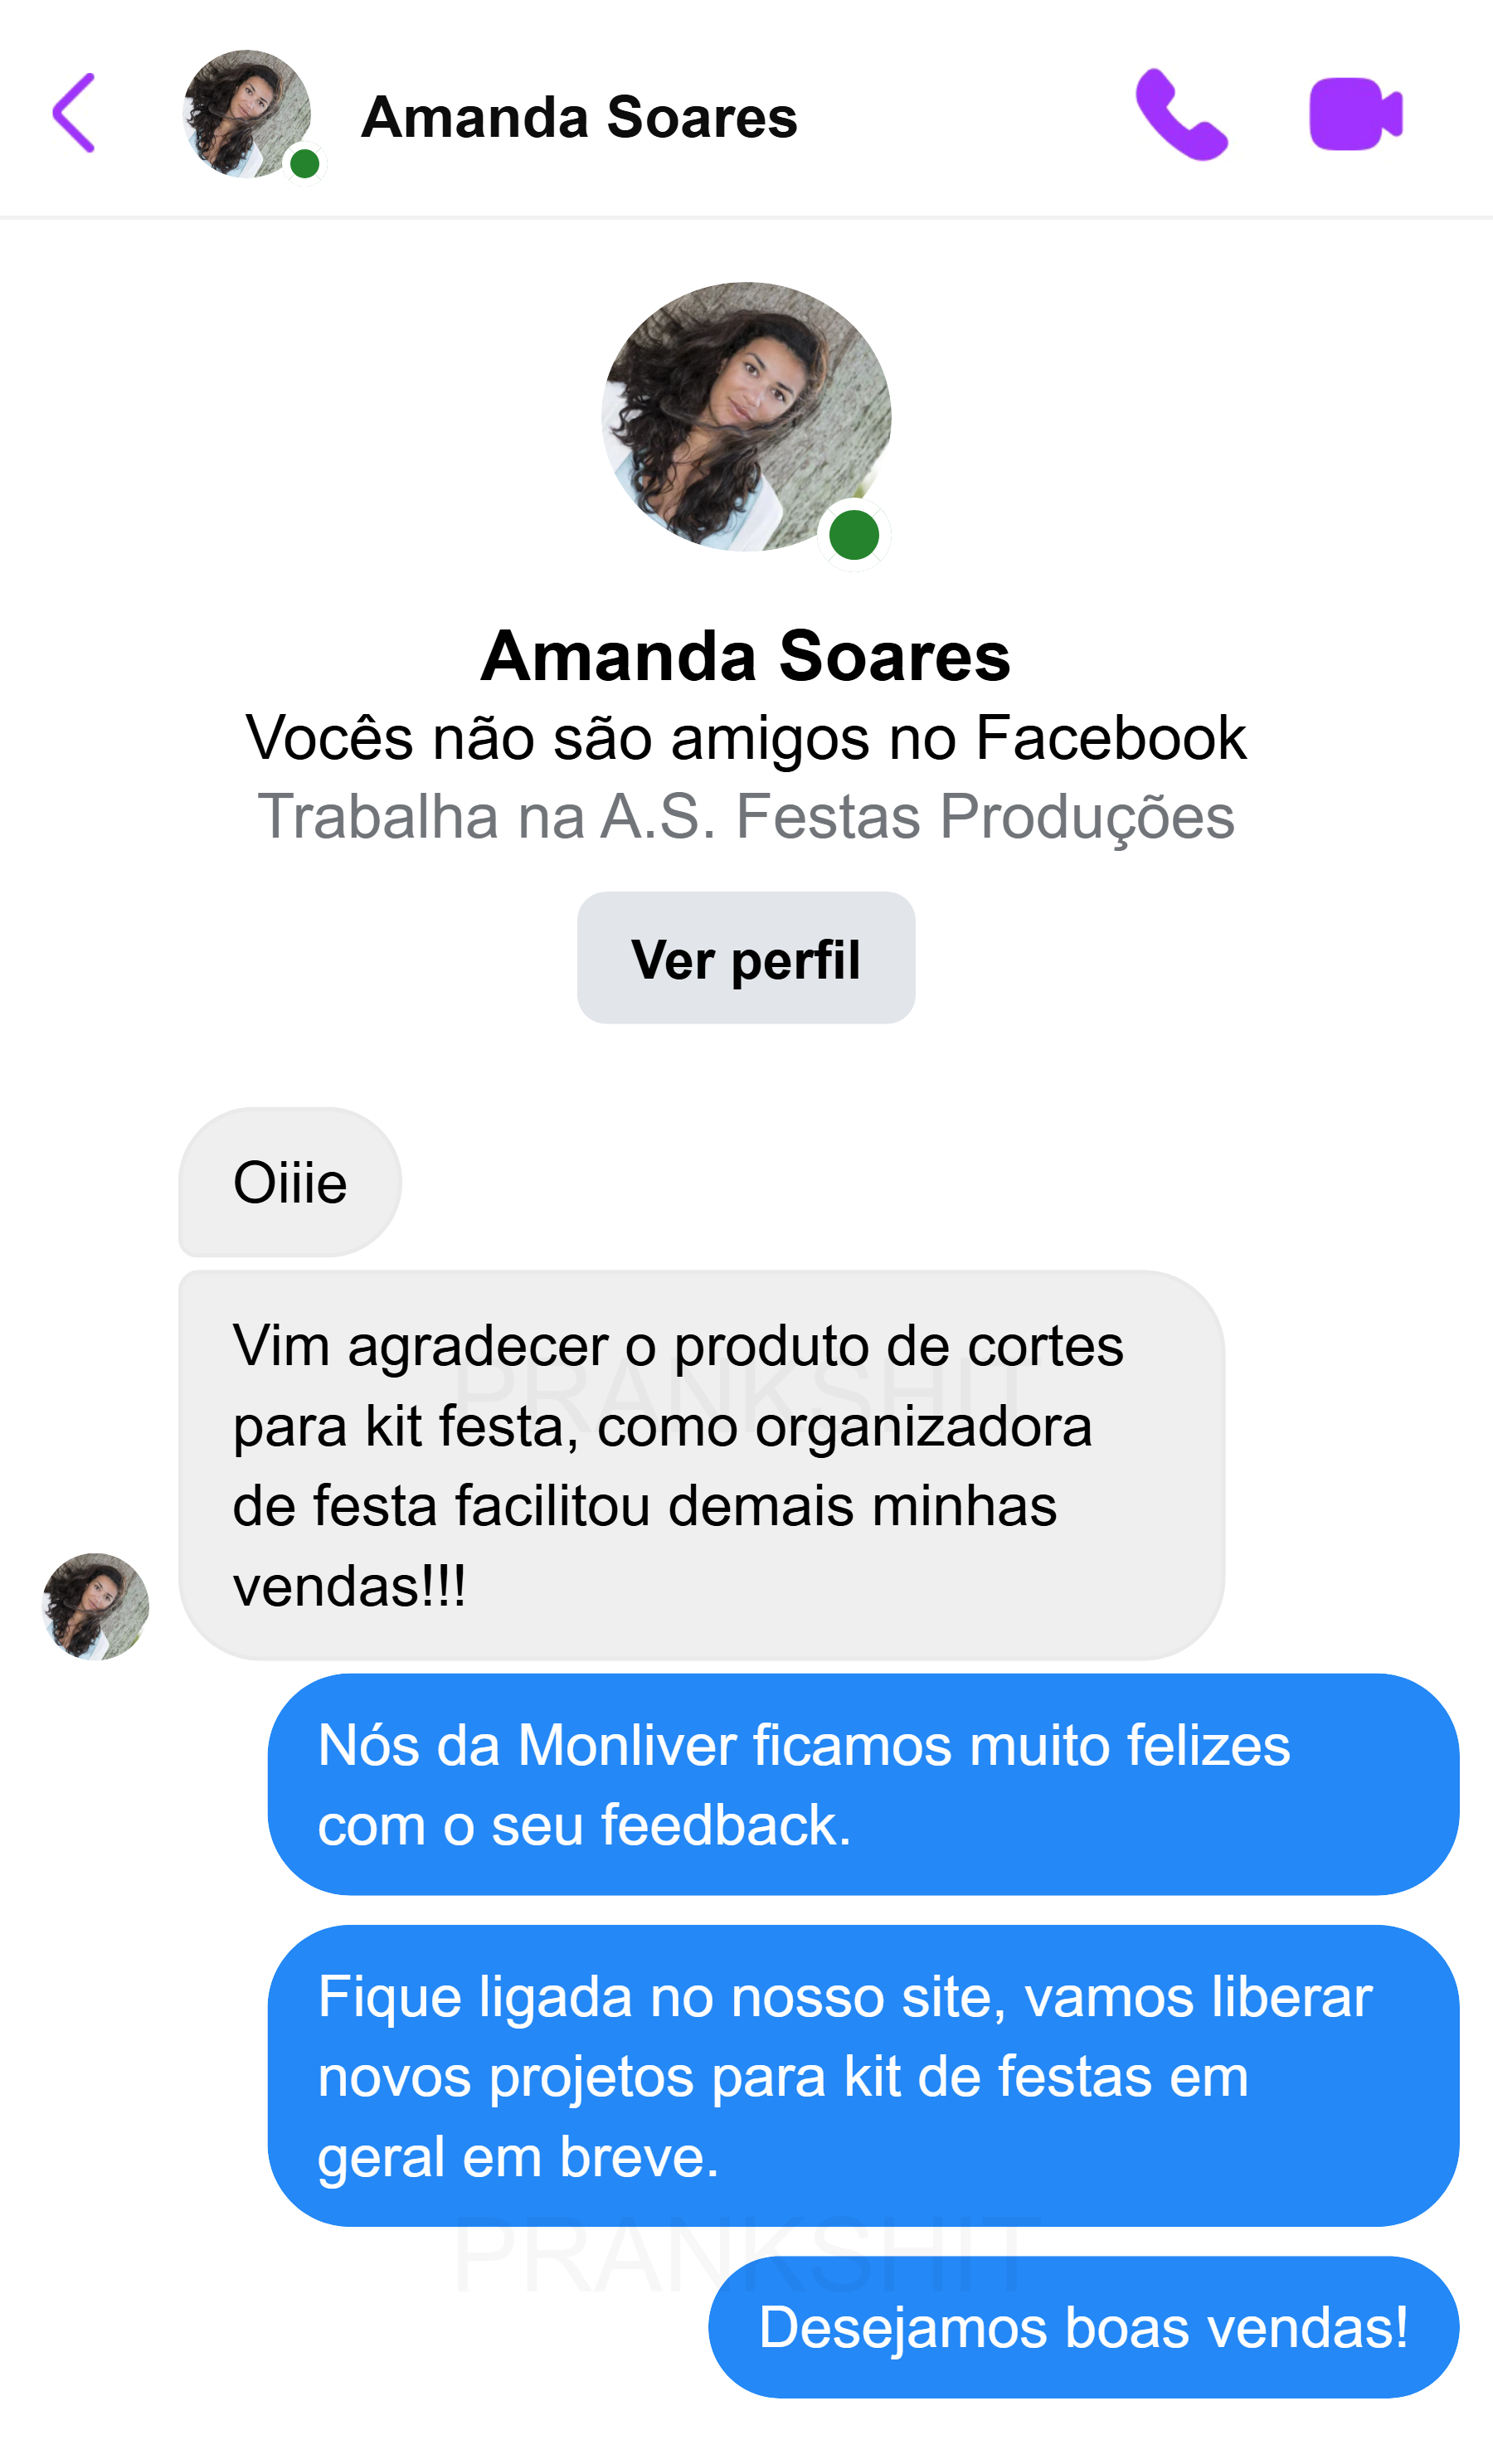 Amanda Soares
Amanda Soares
Vocês não são amigos no Facebook
Trabalha na A.S. Festas Produções
Ver perfil
Oiiie
Vim agradecer o produto de cortes
PRANKSHIT
para kit festa, como organizadora
de festa facilitou demais minhas
vendas!!!
Nós da Monliver ficamos muito felizes
com o seu feedback.
Fique ligada no nosso site, vamos liberar
novos projetos para kit de festas em
geral em breve.
PRANKSHIT
Desejamos boas vendas!